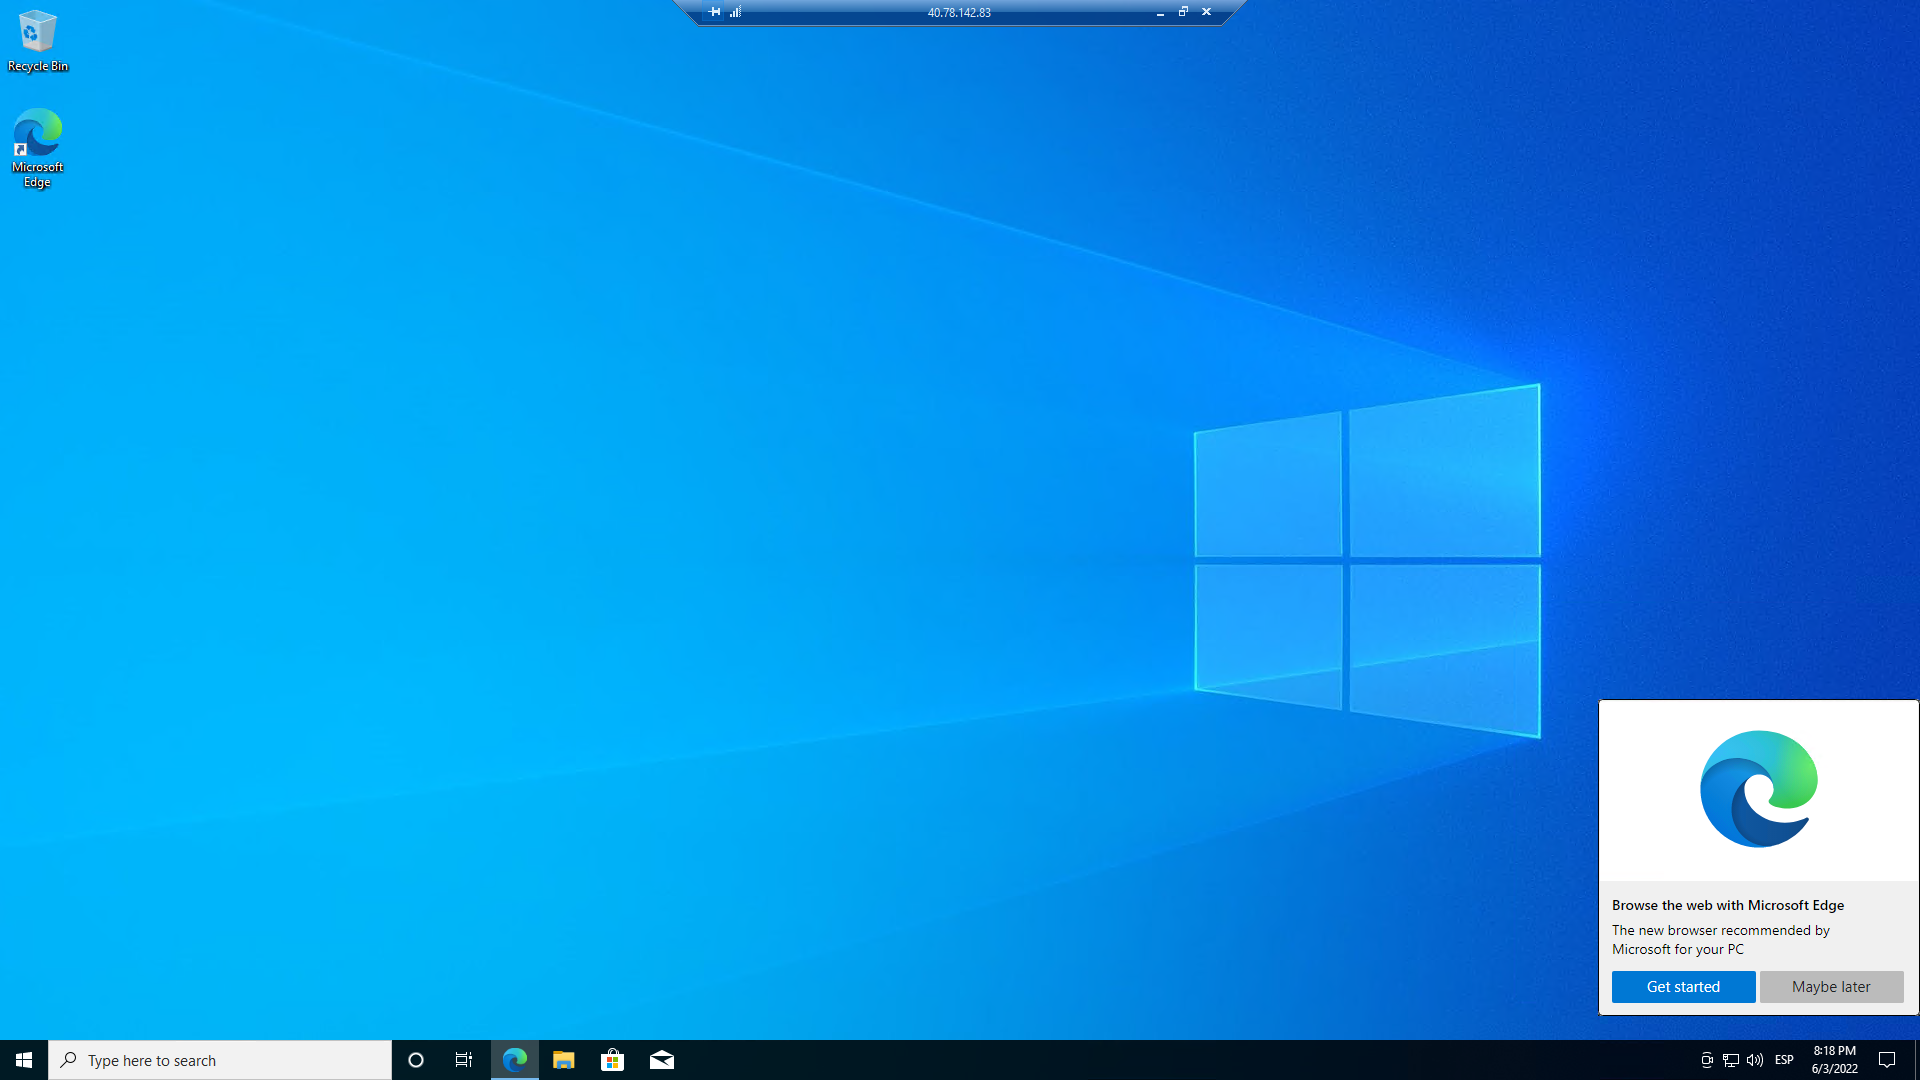 40.78.142.83
Recycle Bin
Microsoft
Edge
Browse the web with Microsoft Edge
The new browser recommended by
Microsoft for your PC
Get started
Maybe later
Type here to search
ESP
8:18 PM
6/3/2022